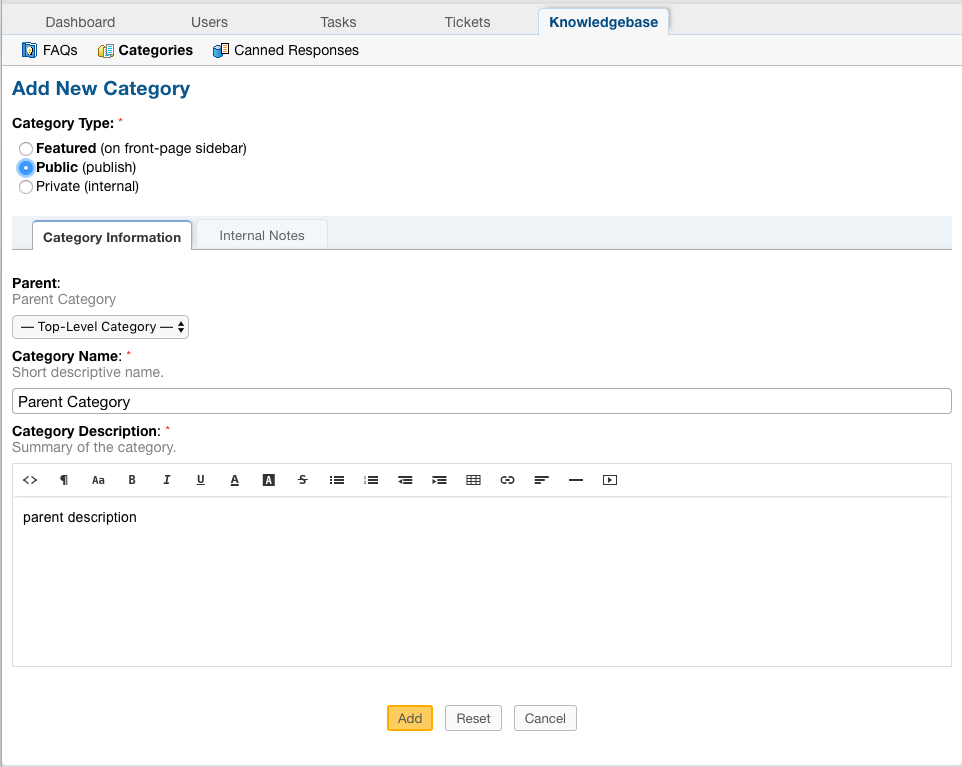 Dashboard Users Tasks Tickets Knowledgebase
FAQs Categories Canned Responses
Add New Category
Category Type: *
Featured (on front-page sidebar)
Public (publish)
Private (internal)
Category Information Internal Notes
Parent:
Parent Category
— Top-Level Category —
Category Name: *
Short descriptive name.
Parent Category
Category Description: *
Summary of the category.
<> ¶ Aa B I U A A S
parent description
Add Reset Cancel